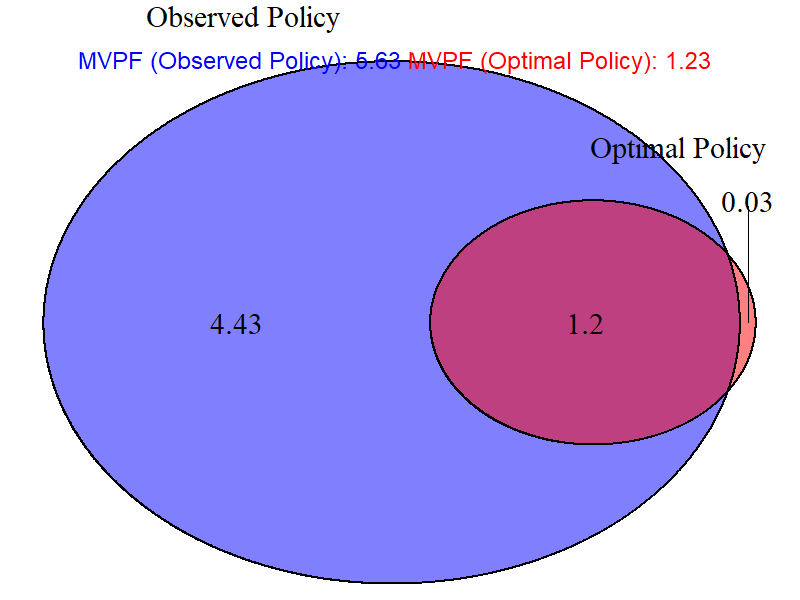 Observed Policy
MVPF (Observed Policy): 5.63 MVPF (Optimal Policy): 1.23
Optimal Policy
0.03
4.43
1.2